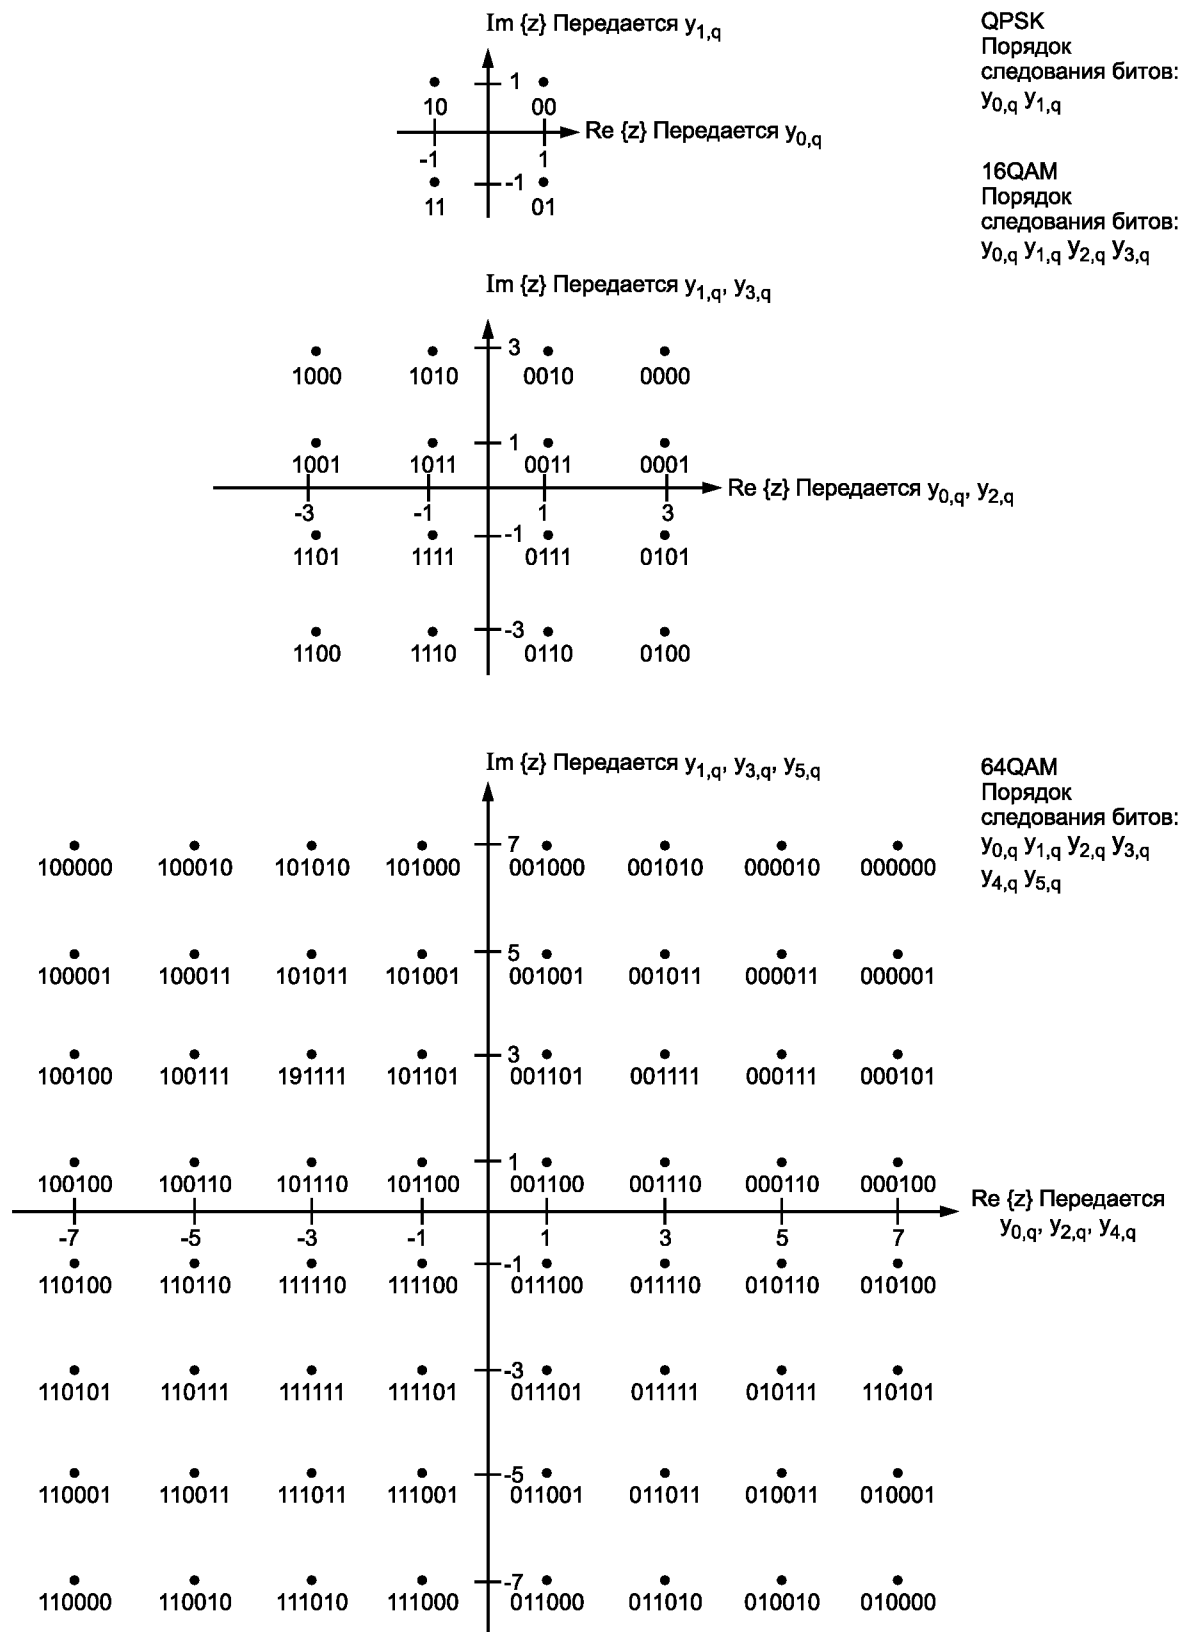 Im {z} Передается y1,q
QPSK
Порядок
следования битов:
y0,q y1,q
1
10 00
Re {z} Передается y0,q
-1 1
-1
11 01
16QAM
Порядок
следования битов:
y0,q y1,q y2,q y3,q
Im {z} Передается y1,q, y3,q
3
1000 1010 0010 0000
1
1001 1011 0011 0001
Re {z} Передается y0,q, y2,q
-3 -1 1 3
-1
1101 1111 0111 0101
-3
1100 1110 0110 0100
Im {z} Передается y1,q, y3,q, y5,q
64QAM
Порядок
следования битов:
y0,q y1,q y2,q y3,q
y4,q y5,q
7
100000 100010 101010 101000 001000 001010 000010 000000
5
100001 100011 101011 101001 001001 001011 000011 000001
3
100100 100111 191111 101101 001101 001111 000111 000101
1
100100 100110 101110 101100 001100 001110 000110 000100
Re {z} Передается
y0,q, y2,q, y4,q
-7 -5 -3 -1 1 3 5 7
-1
110100 110110 111110 111100 011100 011110 010110 010100
-3
110101 110111 111111 111101 011101 011111 010111 110101
-5
110001 110011 111011 111001 011001 011011 010011 010001
-7
110000 110010 111010 111000 011000 011010 010010 010000